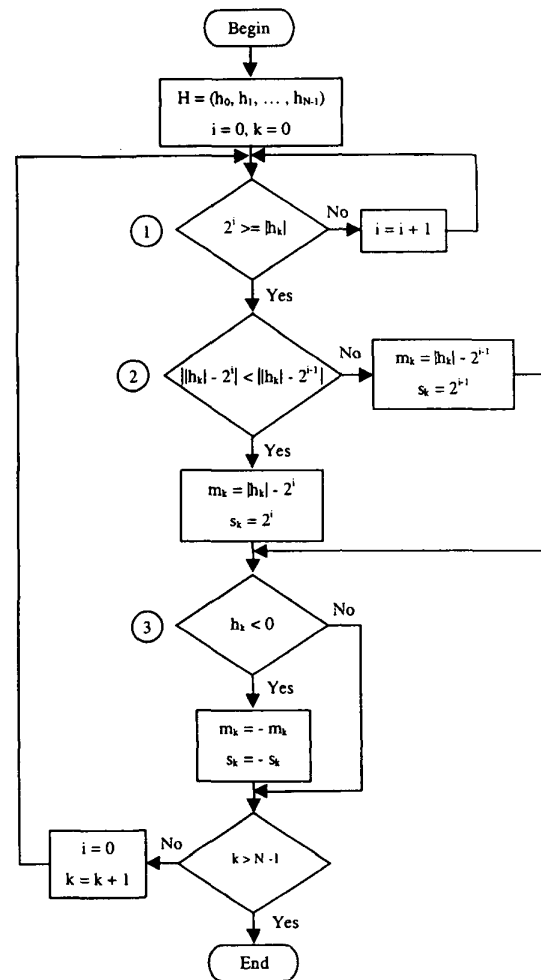 Begin
H = (h₀, h₁, … , h_N-1)
i = 0, k = 0
1
2ⁱ >= |hₖ|
No
i = i + 1
Yes
2
||hₖ| - 2ⁱ| < ||hₖ| - 2ⁱ⁻¹|
No
mₖ = |hₖ| - 2ⁱ⁻¹
sₖ = 2ⁱ⁻¹
Yes
mₖ = |hₖ| - 2ⁱ
sₖ = 2ⁱ
3
hₖ < 0
No
Yes
mₖ = - mₖ
sₖ = - sₖ
i = 0
k = k + 1
No
k > N -1
Yes
End